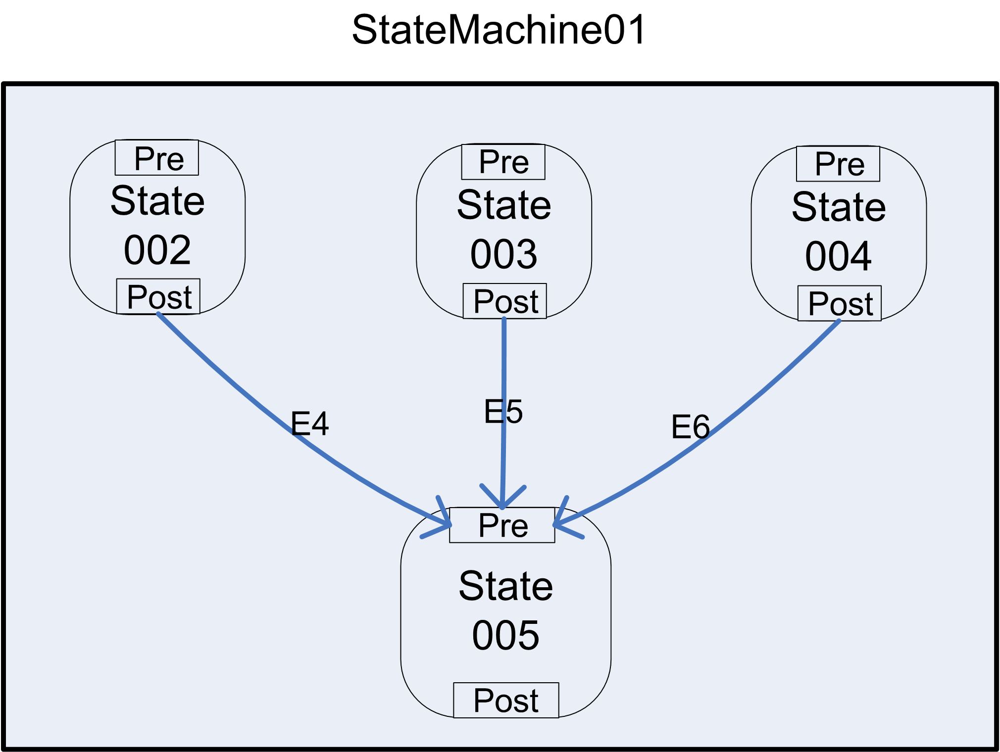 StateMachine01
Pre
State
002
Post
Pre
State
003
Post
Pre
State
004
Post
E4
E5
E6
Pre
State
005
Post